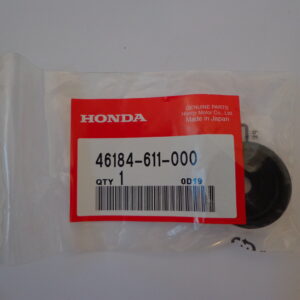 GENUINE PARTS
Honda Motor Co., Ltd.
Made in Japan
HONDA
46184-611-000
QTY 1 0D19